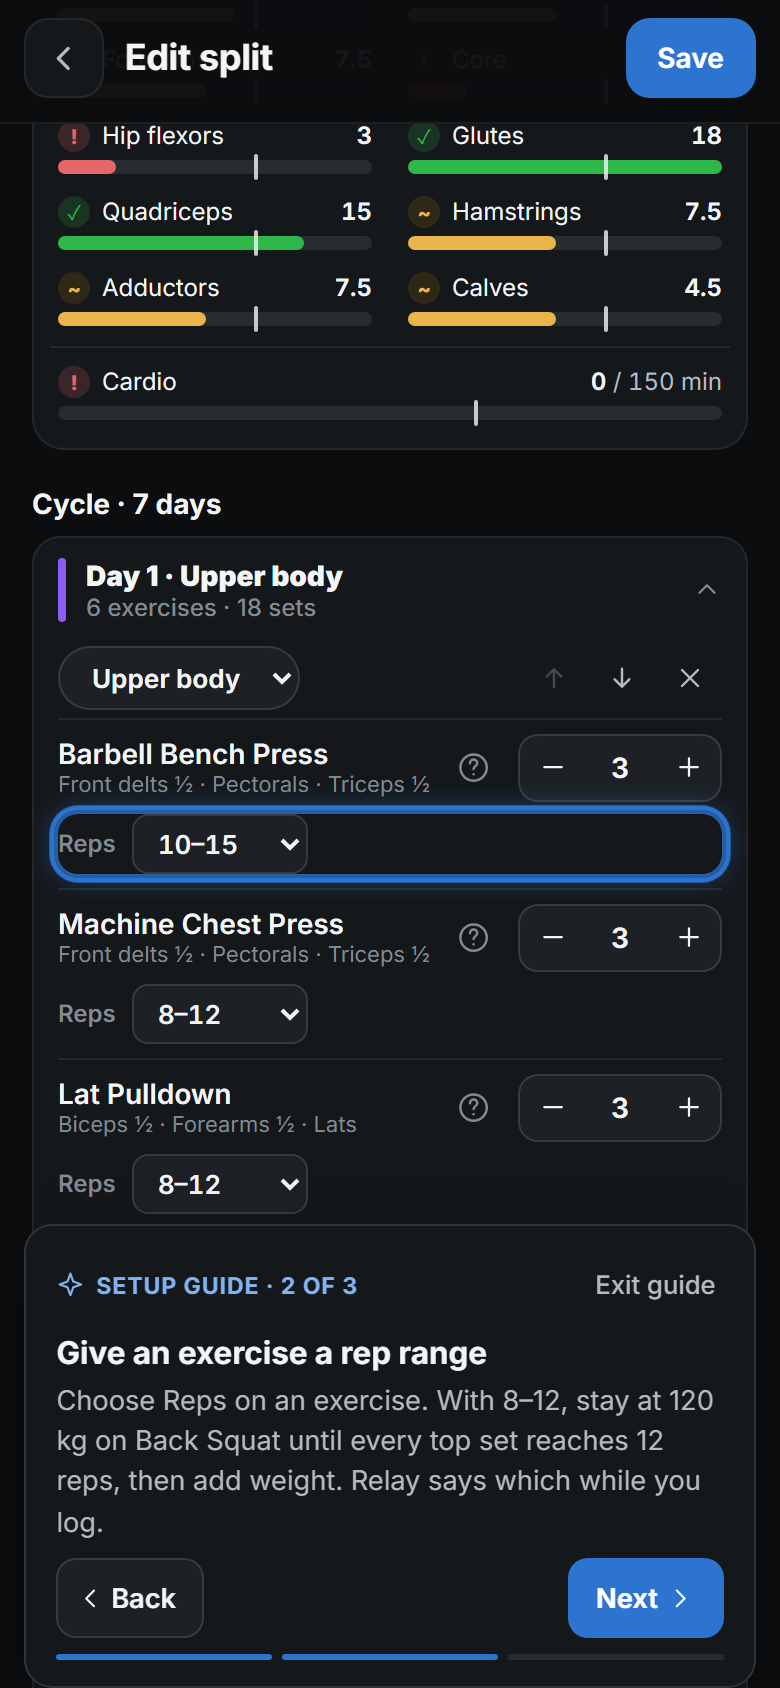 Edit split
Save
7.5
Core
! Hip flexors 3
✓ Glutes 18
✓ Quadriceps 15
~ Hamstrings 7.5
~ Adductors 7.5
~ Calves 4.5
! Cardio 0 / 150 min
Cycle · 7 days
Day 1 · Upper body
6 exercises · 18 sets
Upper body
Barbell Bench Press
Front delts ½ · Pectorals · Triceps ½
? − 3 +
Reps 10–15
Machine Chest Press
Front delts ½ · Pectorals · Triceps ½
? − 3 +
Reps 8–12
Lat Pulldown
Biceps ½ · Forearms ½ · Lats
? − 3 +
Reps 8–12
SETUP GUIDE · 2 OF 3
Exit guide
Give an exercise a rep range
Choose Reps on an exercise. With 8–12, stay at 120
kg on Back Squat until every top set reaches 12
reps, then add weight. Relay says which while you
log.
Back
Next